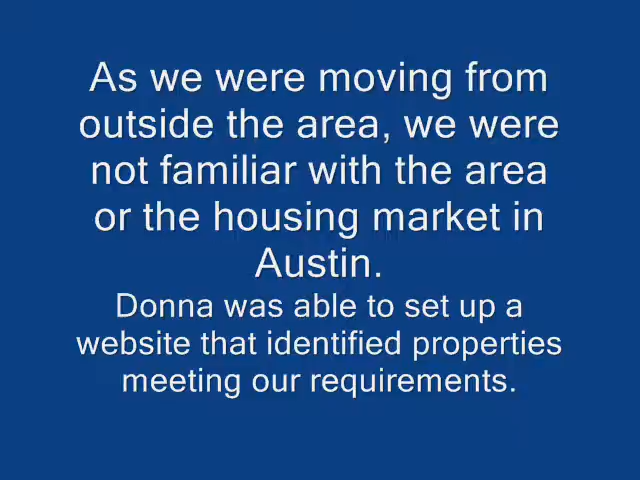 As we were moving from
outside the area, we were
not familiar with the area
or the housing market in
Austin.
Donna was able to set up a
website that identified properties
meeting our requirements.